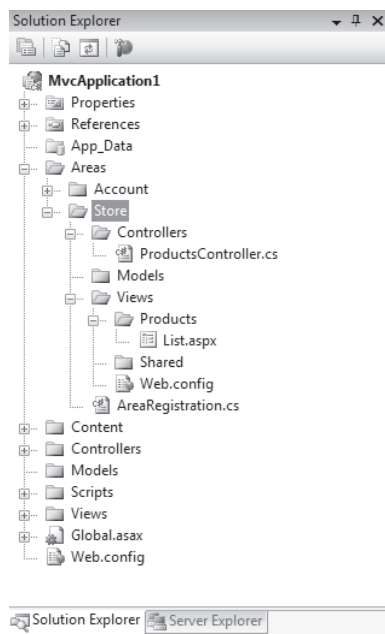 Solution Explorer
MvcApplication1
Properties
References
App_Data
Areas
Account
Store
Controllers
ProductsController.cs
Models
Views
Products
List.aspx
Shared
Web.config
AreaRegistration.cs
Content
Controllers
Models
Scripts
Views
Global.asax
Web.config
Solution Explorer Server Explorer